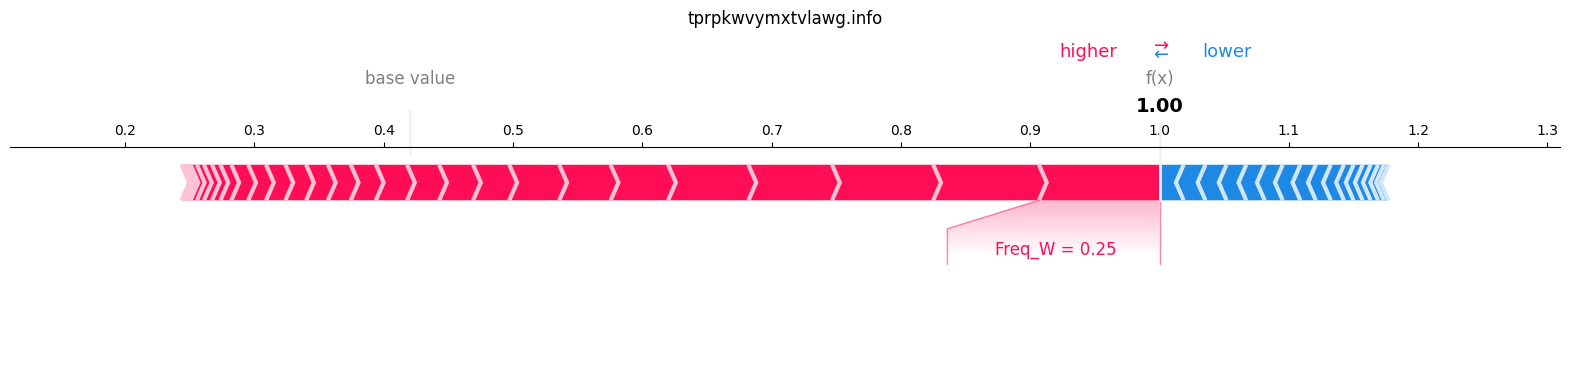 tprpkwvymxtvlawg.info
higher ⇄ lower
base value f(x)
1.00
0.2 0.3 0.4 0.5 0.6 0.7 0.8 0.9 1.0 1.1 1.2 1.3
Freq_W = 0.25